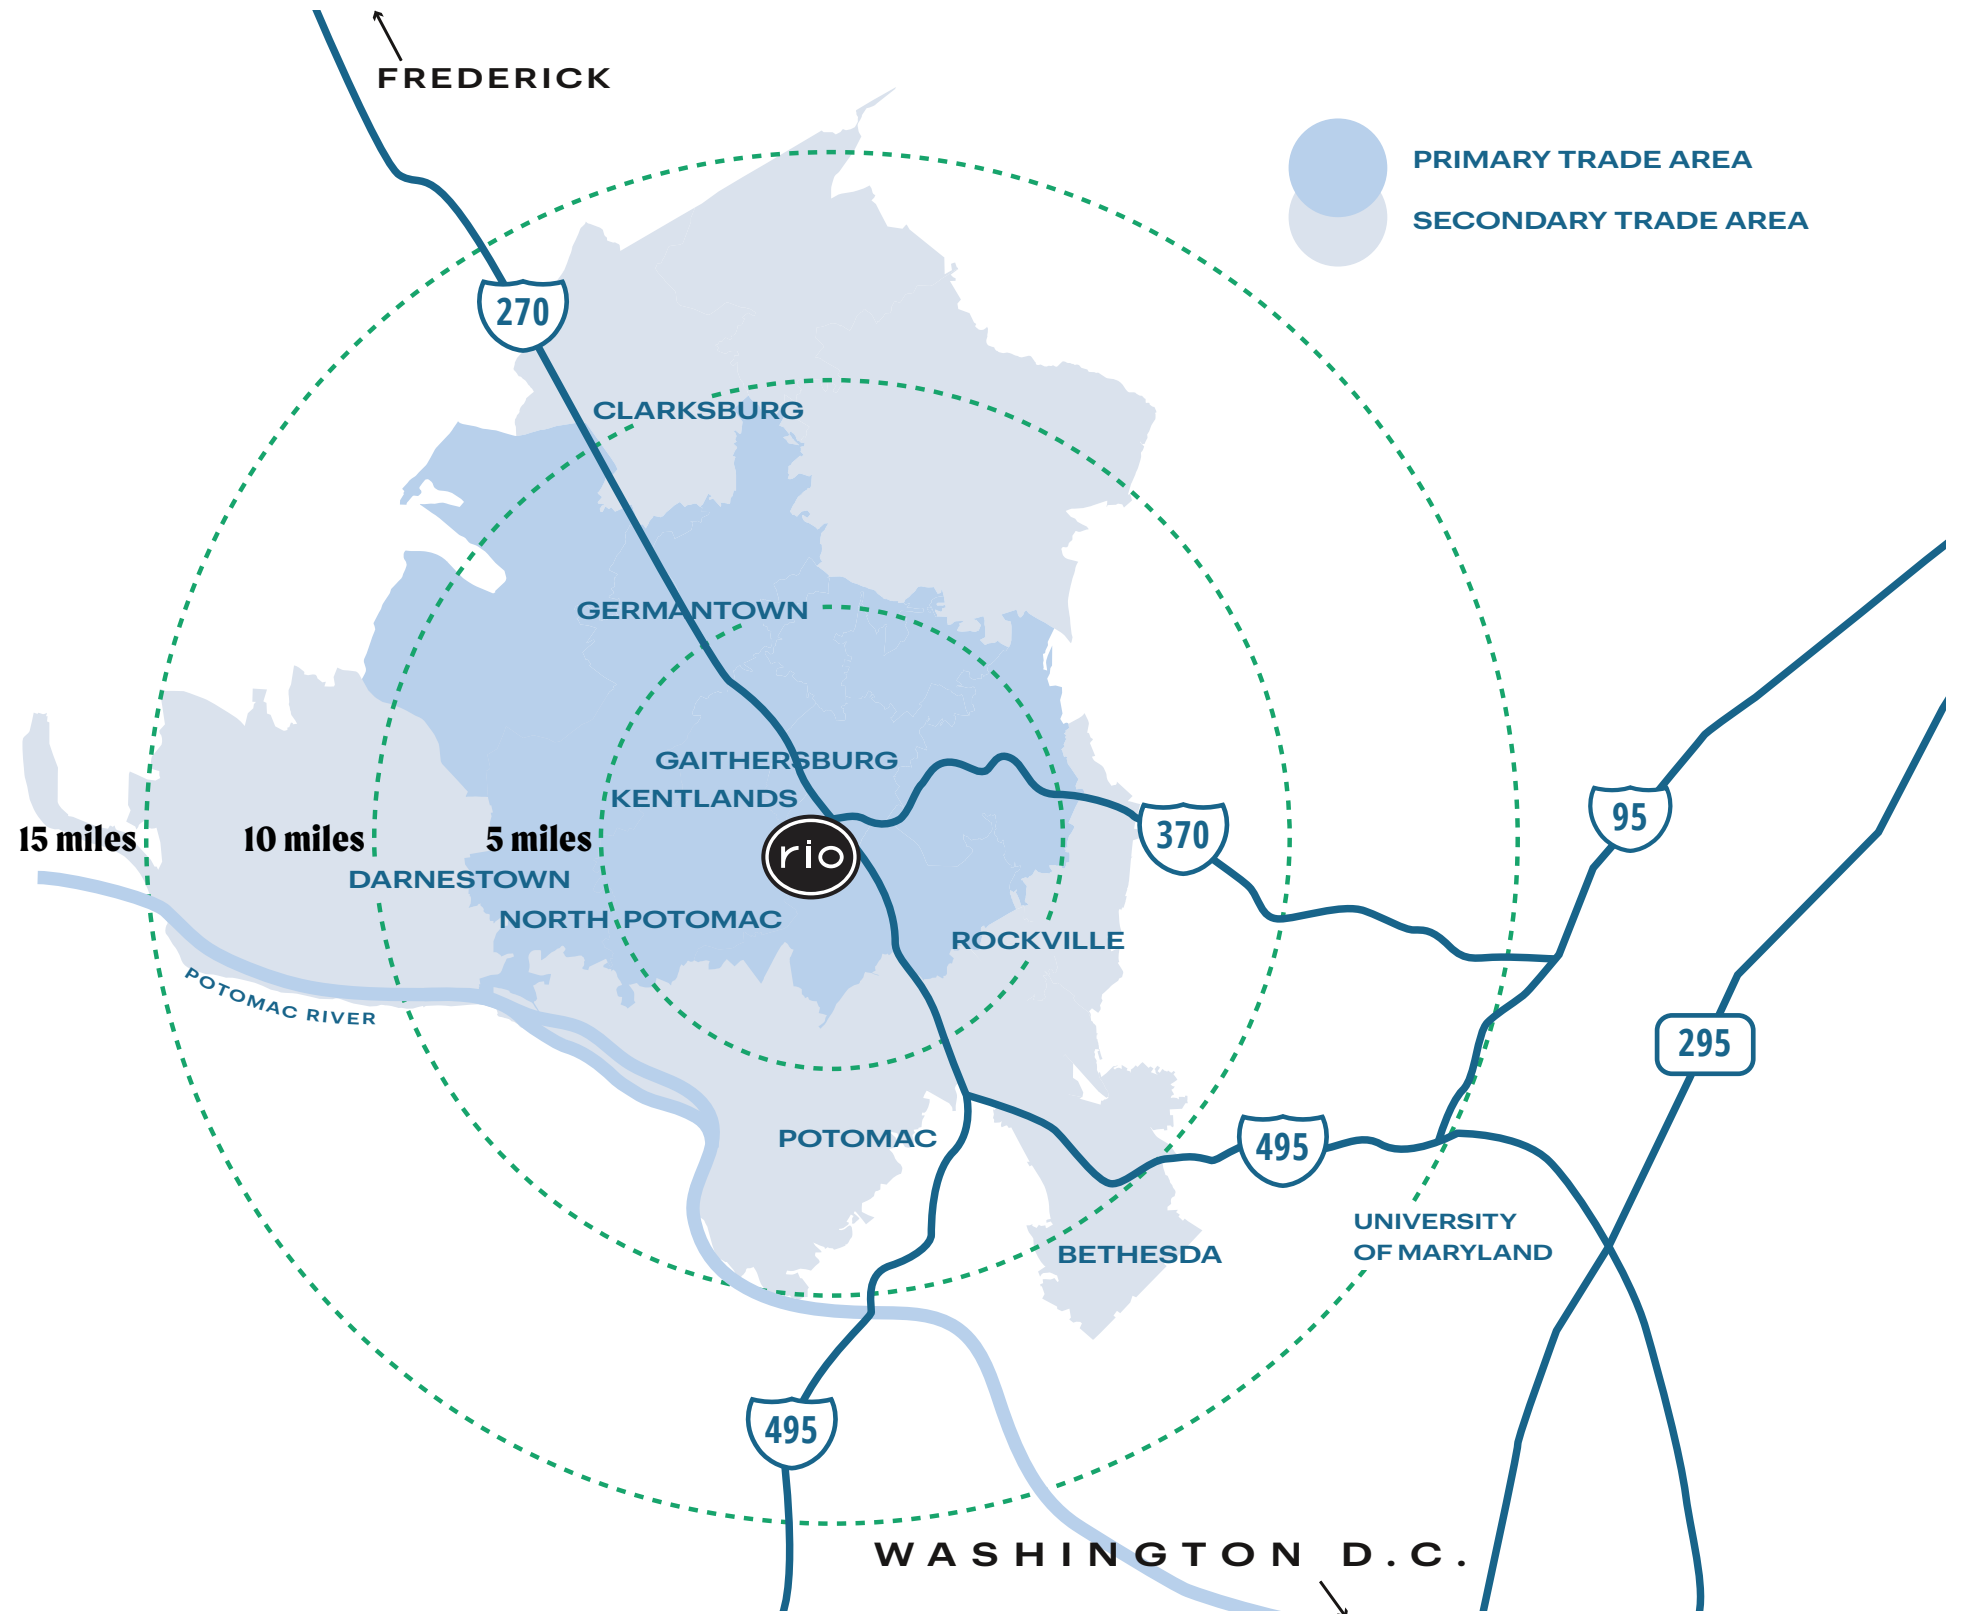 FREDERICK
PRIMARY TRADE AREA
SECONDARY TRADE AREA
270
CLARKSBURG
GERMANTOWN
GAITHERSBURG
KENTLANDS
95
370
15 miles
10 miles
5 miles
rio
DARNESTOWN
NORTH POTOMAC
ROCKVILLE
POTOMAC RIVER
295
POTOMAC
495
UNIVERSITY
OF MARYLAND
BETHESDA
495
WASHINGTON D.C.